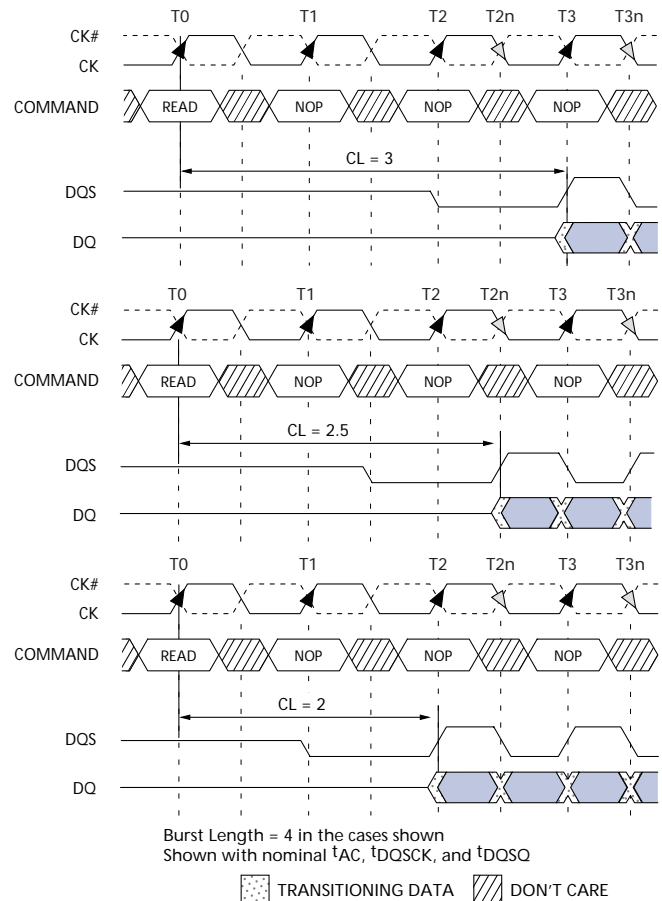 T0 T1 T2 T2n T3 T3n
CK#
CK
COMMAND READ NOP NOP NOP
CL = 3
DQS
DQ
T0 T1 T2 T2n T3 T3n
CK#
CK
COMMAND READ NOP NOP NOP
CL = 2.5
DQS
DQ
T0 T1 T2 T2n T3 T3n
CK#
CK
COMMAND READ NOP NOP NOP
CL = 2
DQS
DQ
Burst Length = 4 in the cases shown
Shown with nominal tAC, tDQSCK, and tDQSQ
TRANSITIONING DATA DON'T CARE